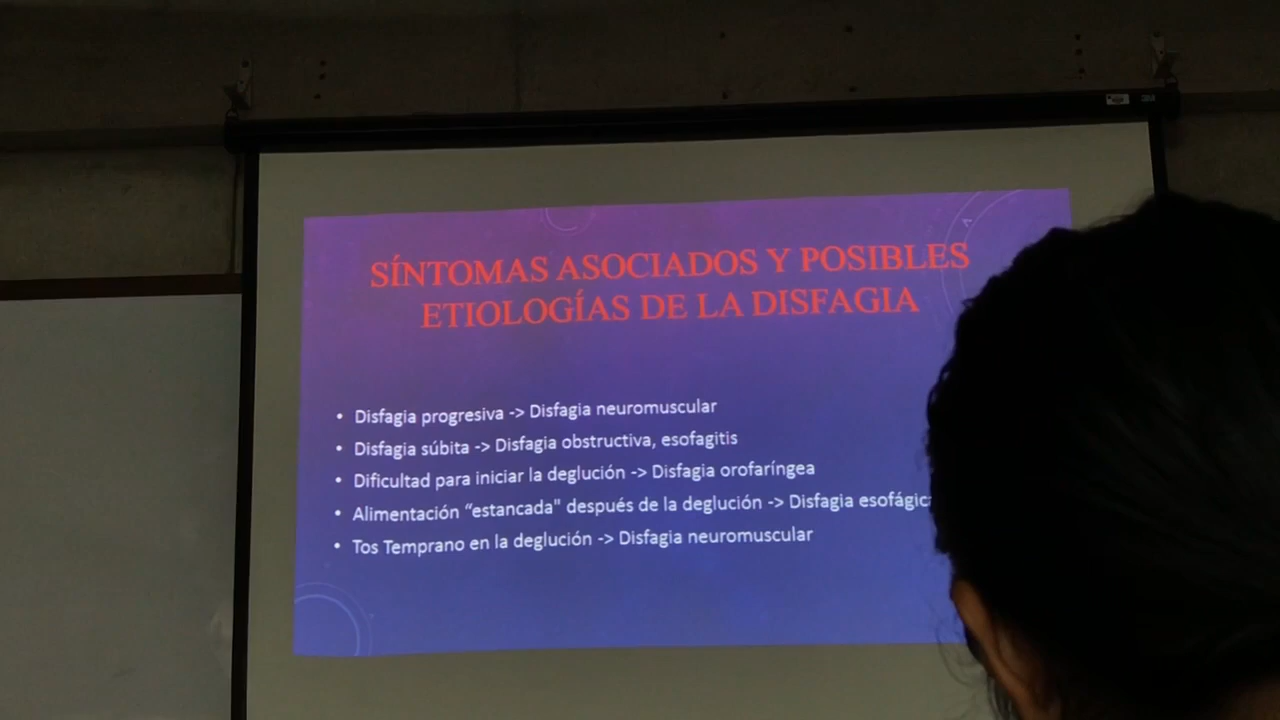 SÍNTOMAS ASOCIADOS Y POSIBLES
ETIOLOGÍAS DE LA DISFAGIA
• Disfagia progresiva -> Disfagia neuromuscular
• Disfagia súbita -> Disfagia obstructiva, esofagitis
• Dificultad para iniciar la deglución -> Disfagia orofaríngea
• Alimentación “estancada" después de la deglución -> Disfagia esofágica
• Tos Temprano en la deglución -> Disfagia neuromuscular